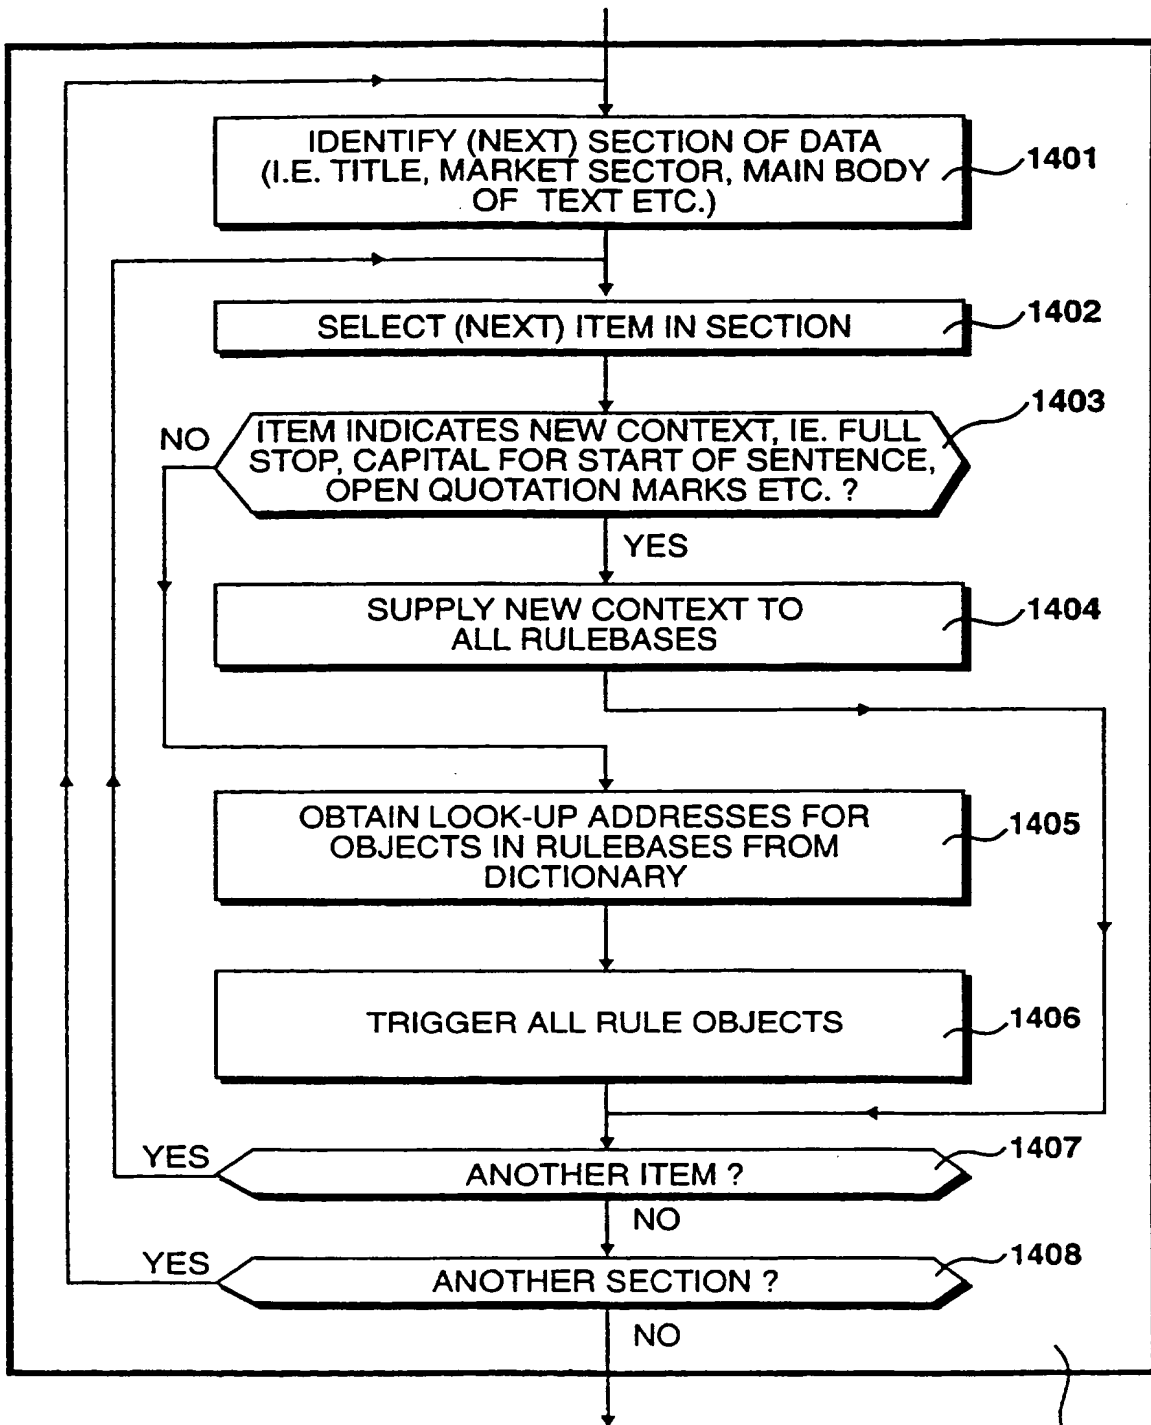 IDENTIFY (NEXT) SECTION OF DATA
(I.E. TITLE, MARKET SECTOR, MAIN BODY
OF TEXT ETC.)
1401
SELECT (NEXT) ITEM IN SECTION
1402
1403
NO
ITEM INDICATES NEW CONTEXT, IE. FULL
STOP, CAPITAL FOR START OF SENTENCE,
OPEN QUOTATION MARKS ETC. ?
YES
SUPPLY NEW CONTEXT TO
ALL RULEBASES
1404
OBTAIN LOOK-UP ADDRESSES FOR
OBJECTS IN RULEBASES FROM
DICTIONARY
1405
TRIGGER ALL RULE OBJECTS
1406
YES
ANOTHER ITEM ?
1407
NO
YES
ANOTHER SECTION ?
1408
NO